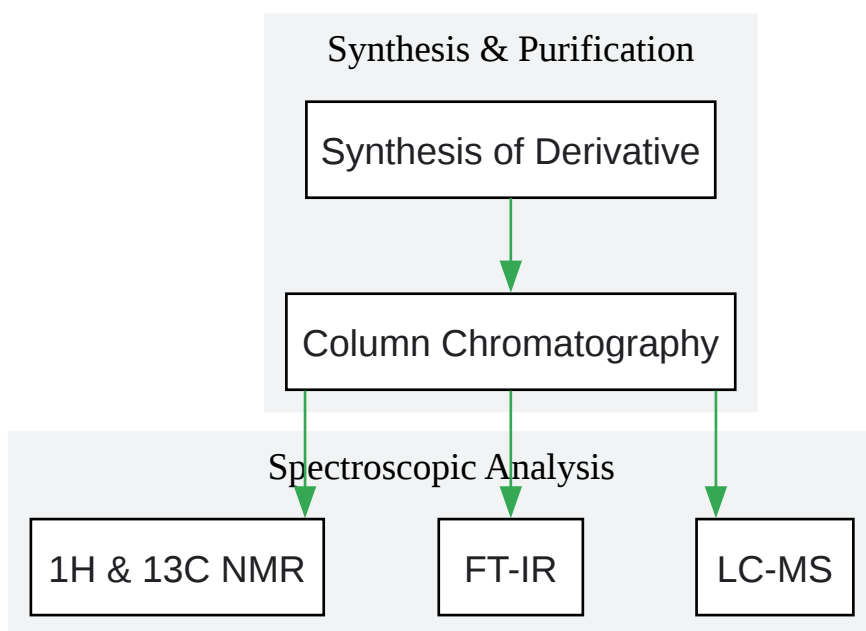 Synthesis & Purification
Synthesis of Derivative
Column Chromatography
Spectroscopic Analysis
1H & 13C NMR
FT-IR
LC-MS